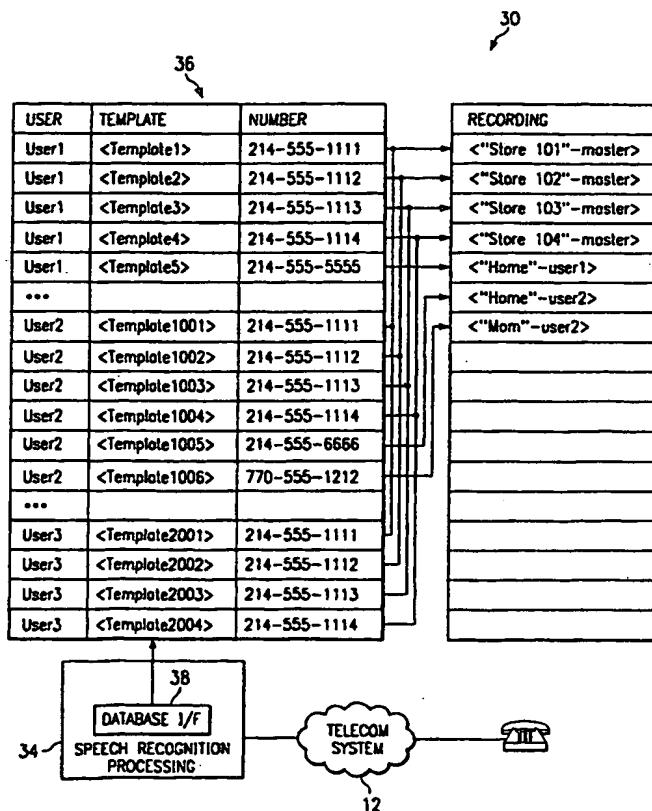 30
36
USER TEMPLATE NUMBER RECORDING
User1 <Template1> 214-555-1111 <"Store 101"-master>
User1 <Template2> 214-555-1112 <"Store 102"-master>
User1 <Template3> 214-555-1113 <"Store 103"-master>
User1 <Template4> 214-555-1114 <"Store 104"-master>
User1 <Template5> 214-555-5555 <"Home"-user1>
••• <"Home"-user2>
User2 <Template1001> 214-555-1111 <"Mom"-user2>
User2 <Template1002> 214-555-1112
User2 <Template1003> 214-555-1113
User2 <Template1004> 214-555-1114
User2 <Template1005> 214-555-6666
User2 <Template1006> 770-555-1212
•••
User3 <Template2001> 214-555-1111
User3 <Template2002> 214-555-1112
User3 <Template2003> 214-555-1113
User3 <Template2004> 214-555-1114
38
DATABASE I/F
34 SPEECH RECOGNITION
PROCESSING
TELECOM
SYSTEM
12